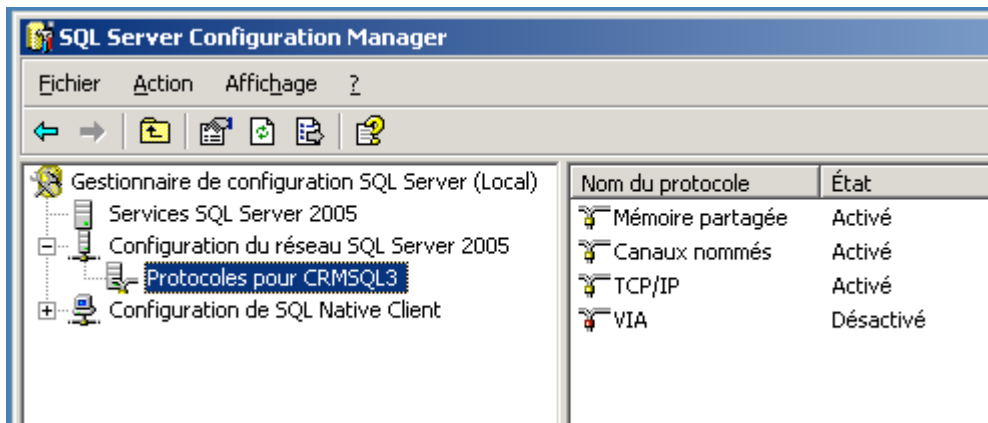 SQL Server Configuration Manager
Fichier Action Affichage ?
Gestionnaire de configuration SQL Server (Local)
Services SQL Server 2005
Configuration du réseau SQL Server 2005
Protocoles pour CRMSQL3
Configuration de SQL Native Client
Nom du protocole État
Mémoire partagée Activé
Canaux nommés Activé
TCP/IP Activé
VIA Désactivé